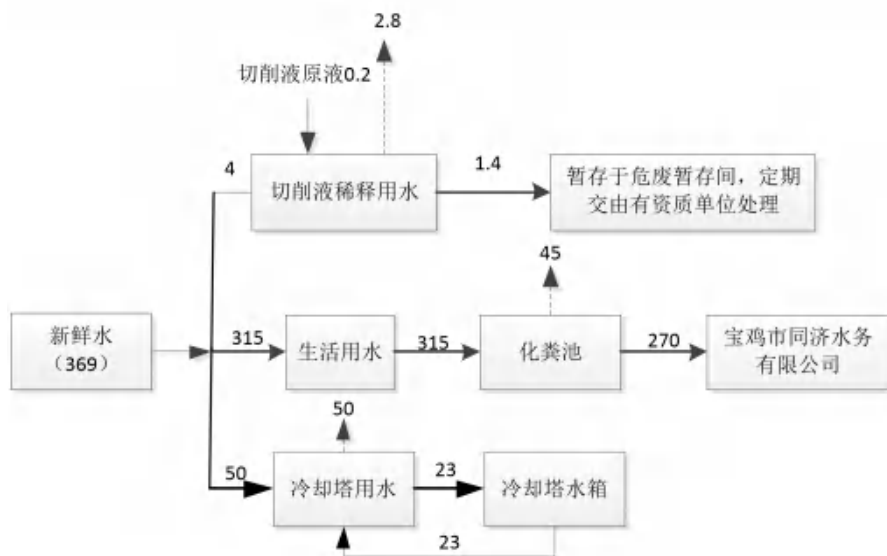 2.8
切削液原液0.2
4
切削液稀释用水
1.4
暂存于危废暂存间，定期
交由有资质单位处理
45
新鲜水
（369）
315
生活用水
315
化粪池
270
宝鸡市同济水务
有限公司
50
50
冷却塔用水
23
冷却塔水箱
23